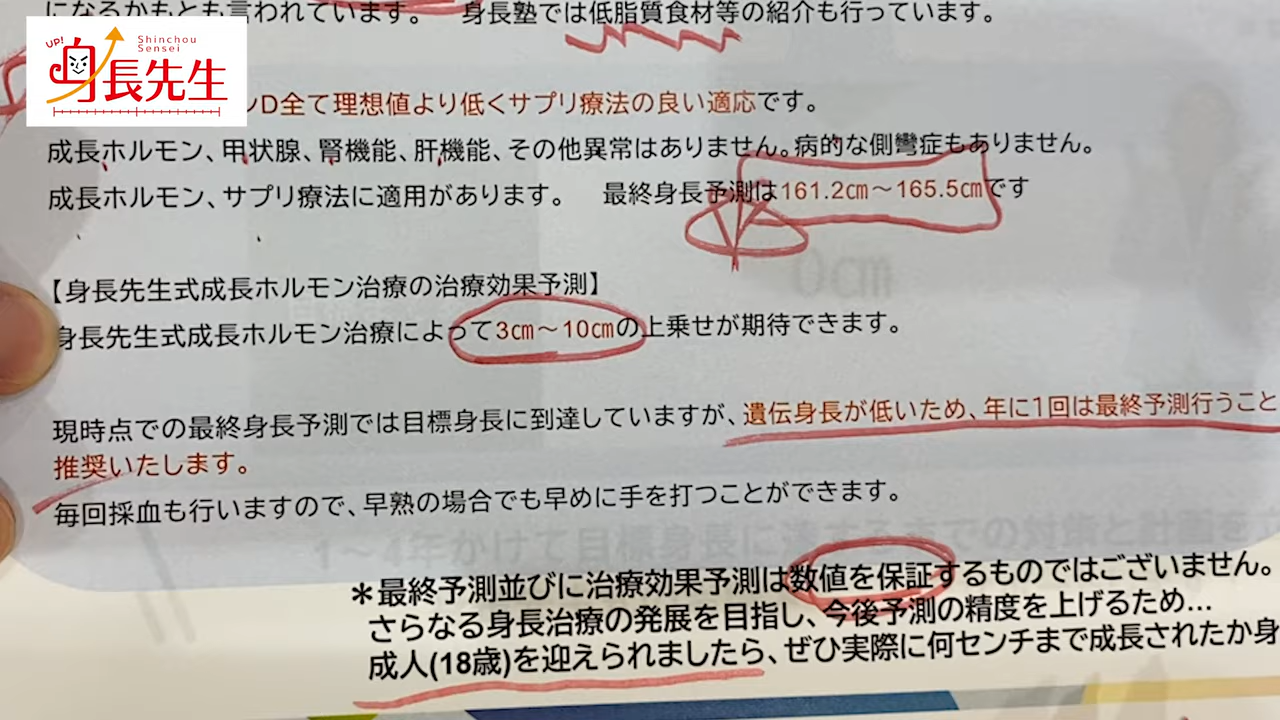 になるかもとも言われています。 身長塾では低脂質食材等の紹介も行っています。
UP!
Shinchou
Sensei
身長先生
D全て理想値より低くサプリ療法の良い適応です。
成長ホルモン、甲状腺、腎機能、肝機能、その他異常はありません。病的な側彎症もありません。
成長ホルモン、サプリ療法に適用があります。 最終身長予測は161.2㎝～165.5㎝です
【身長先生式成長ホルモン治療の治療効果予測】
身長先生式成長ホルモン治療によって3㎝～10㎝の上乗せが期待できます。
現時点での最終身長予測では目標身長に到達していますが、遺伝身長が低いため、年に1回は最終予測行うこと
推奨いたします。
毎回採血も行いますので、早熟の場合でも早めに手を打つことができます。
1～4年かけて目標身長に達するまでの対策と計画を
0㎝
＊最終予測並びに治療効果予測は数値を保証するものではございません。
さらなる身長治療の発展を目指し、今後予測の精度を上げるため…
成人(18歳)を迎えられましたら、ぜひ実際に何センチまで成長されたか身